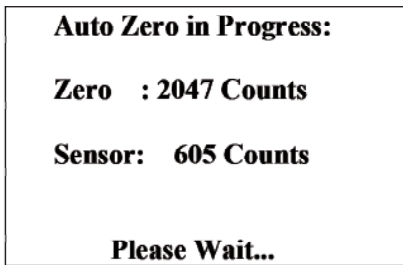 Auto Zero in Progress:
Zero : 2047 Counts
Sensor: 605 Counts
Please Wait...